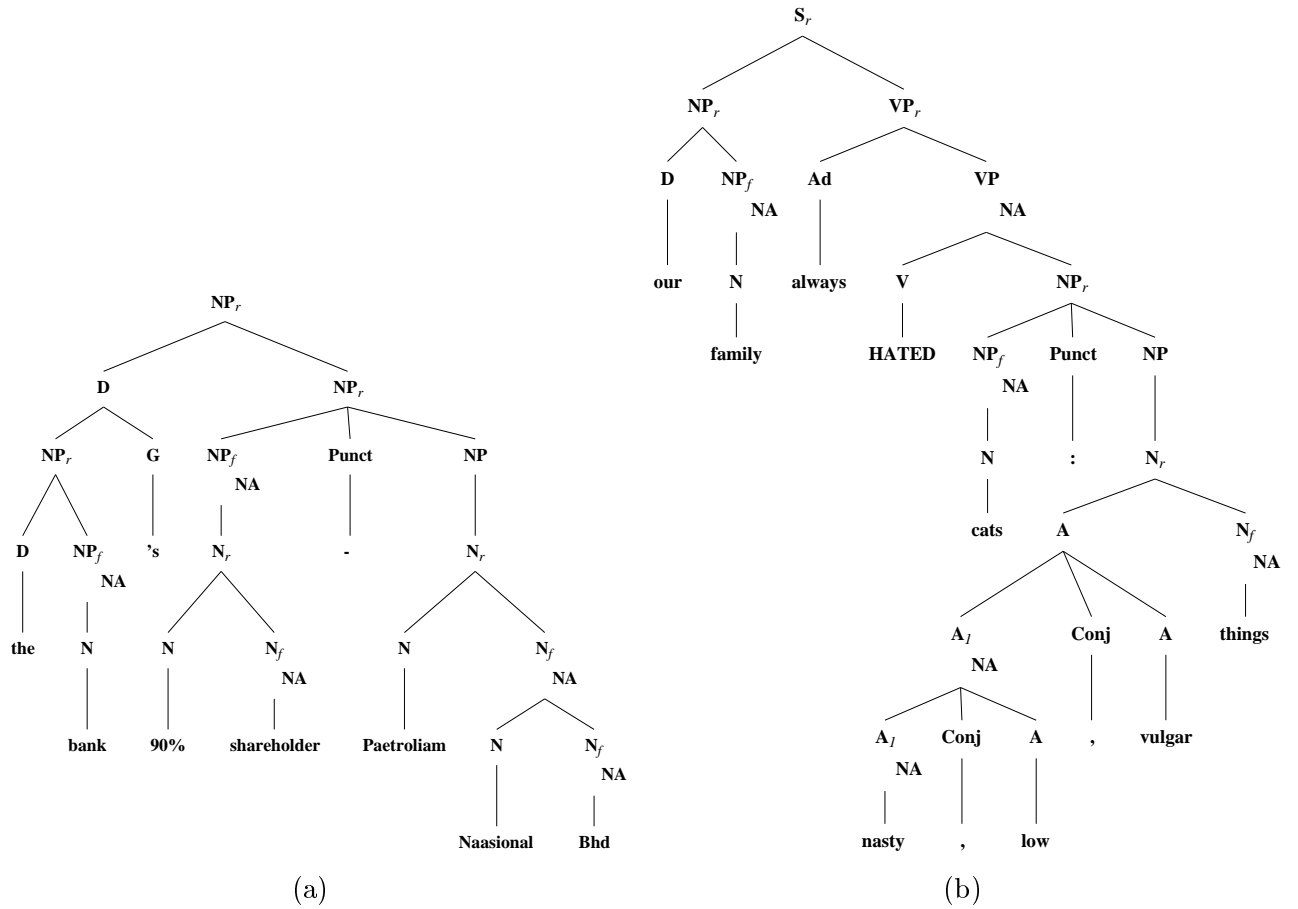 S_r
NP_r VP_r
D NP_f Ad VP
NA NA
our N always V NP_r
NP_r
family HATED NP_f Punct NP
D NP_r NA
NP_r G NP_f Punct NP N : N_r
NA
cats A N_f
D NP_f 's N_r - N_r NA
NA
the N N N_f N N_f A_1 Conj A things
NA NA NA
bank 90% shareholder Paetroliam N N_f A_1 Conj A , vulgar
NA NA
Naasional Bhd nasty , low
(a) (b)